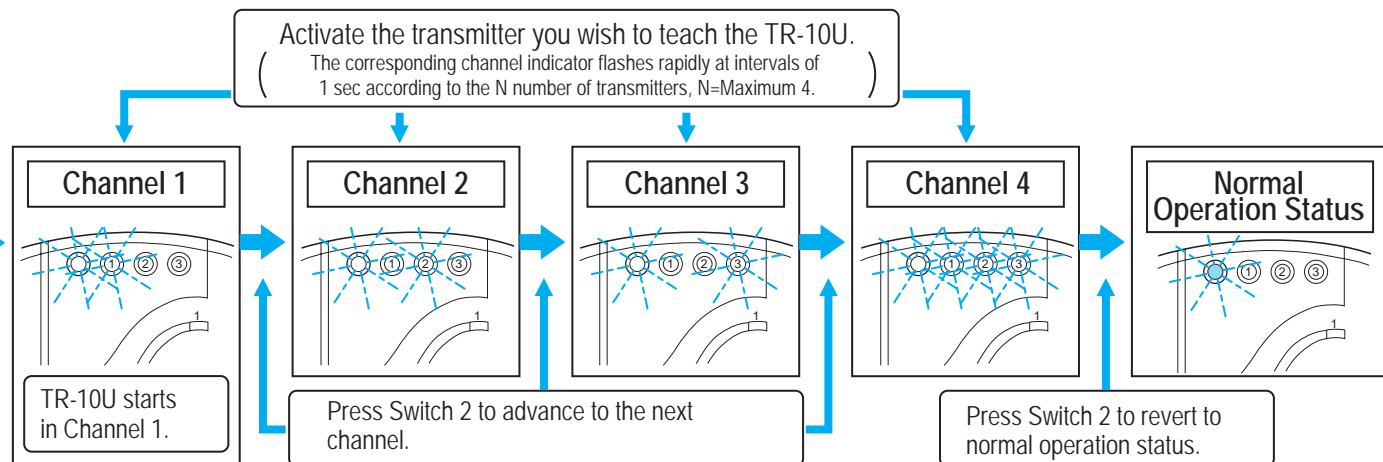 Activate the transmitter you wish to teach the TR-10U.
( The corresponding channel indicator flashes rapidly at intervals of
1 sec according to the N number of transmitters, N=Maximum 4. )
Channel 1
① ② ③
1
TR-10U starts
in Channel 1.
Channel 2
① ② ③
1
Channel 3
① ② ③
1
Press Switch 2 to advance to the next
channel.
Channel 4
① ② ③
1
Normal
Operation Status
① ② ③
1
Press Switch 2 to revert to
normal operation status.